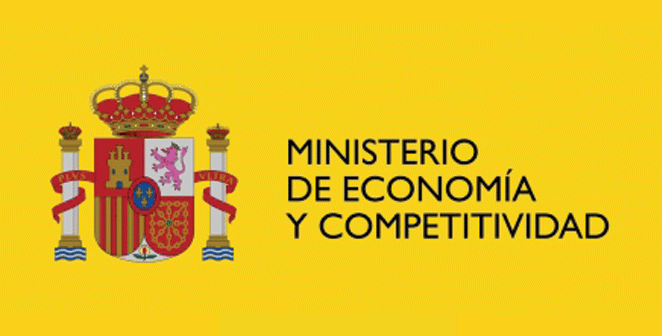 PLVS VLTRA
MINISTERIO
DE ECONOMÍA
Y COMPETITIVIDAD